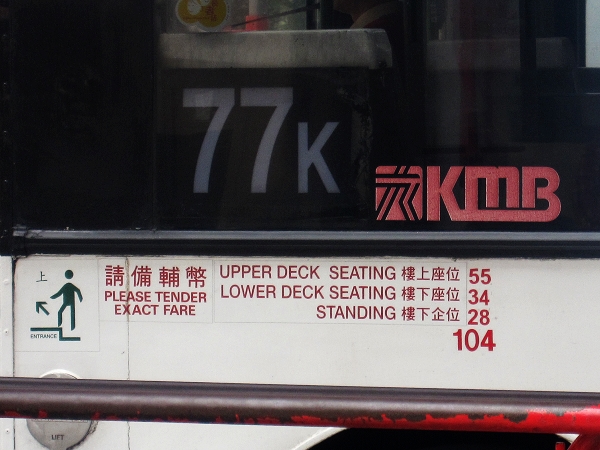 77K
KMB
上
ENTRANCE
請備輔幣
PLEASE TENDER
EXACT FARE
UPPER DECK SEATING 樓上座位 55
LOWER DECK SEATING 樓下座位 34
STANDING 樓下企位 28
104
LIFT